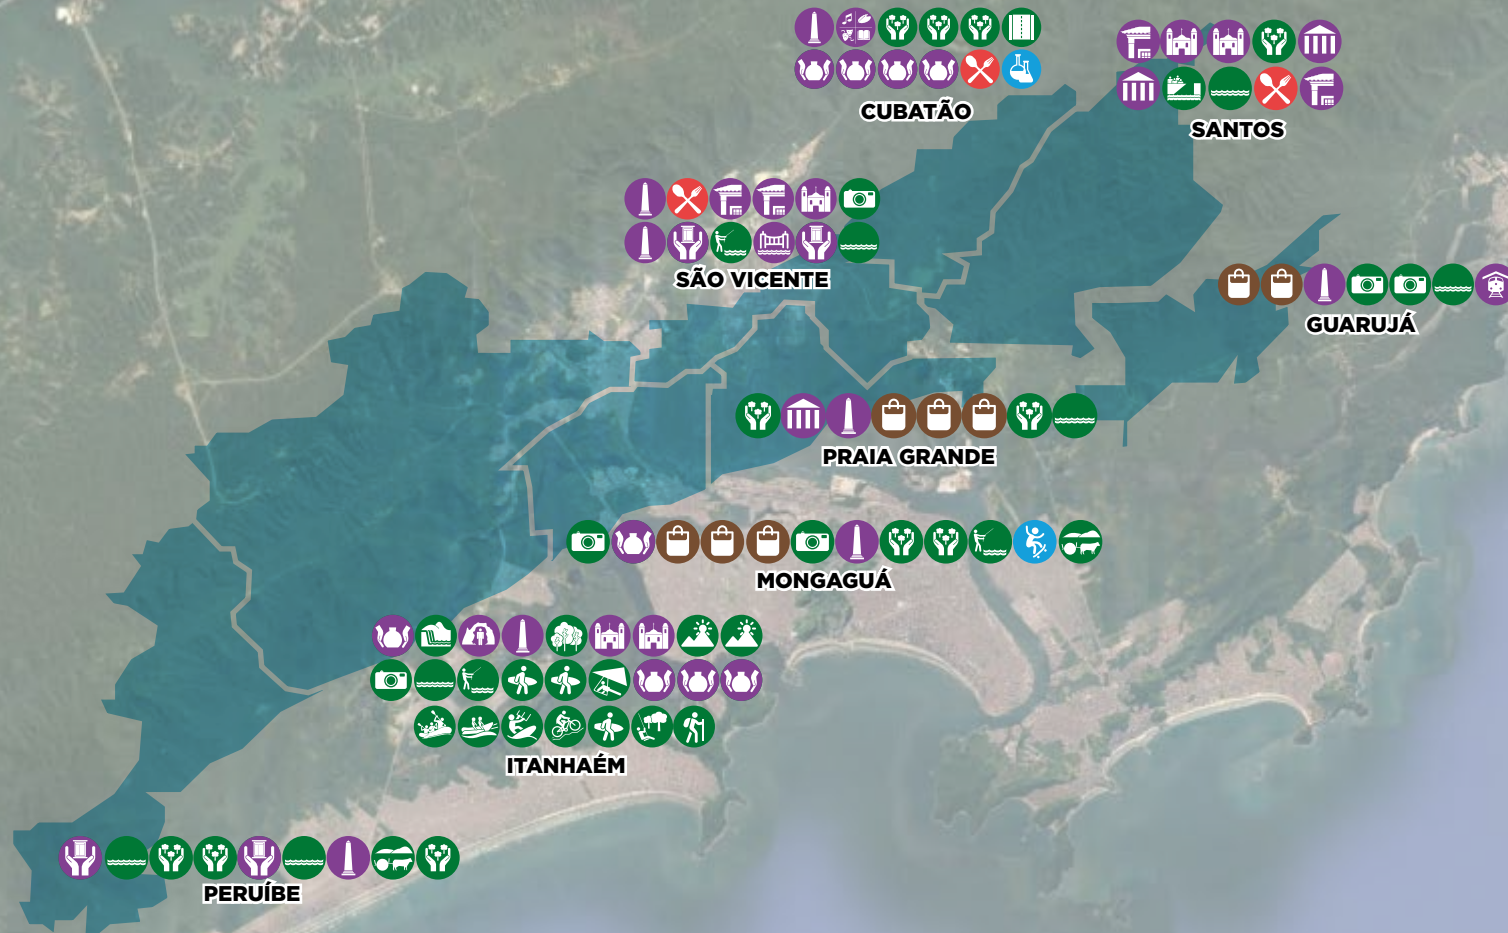 CUBATÃO
SANTOS
SÃO VICENTE
GUARUJÁ
PRAIA GRANDE
MONGAGUÁ
ITANHAÉM
PERUÍBE